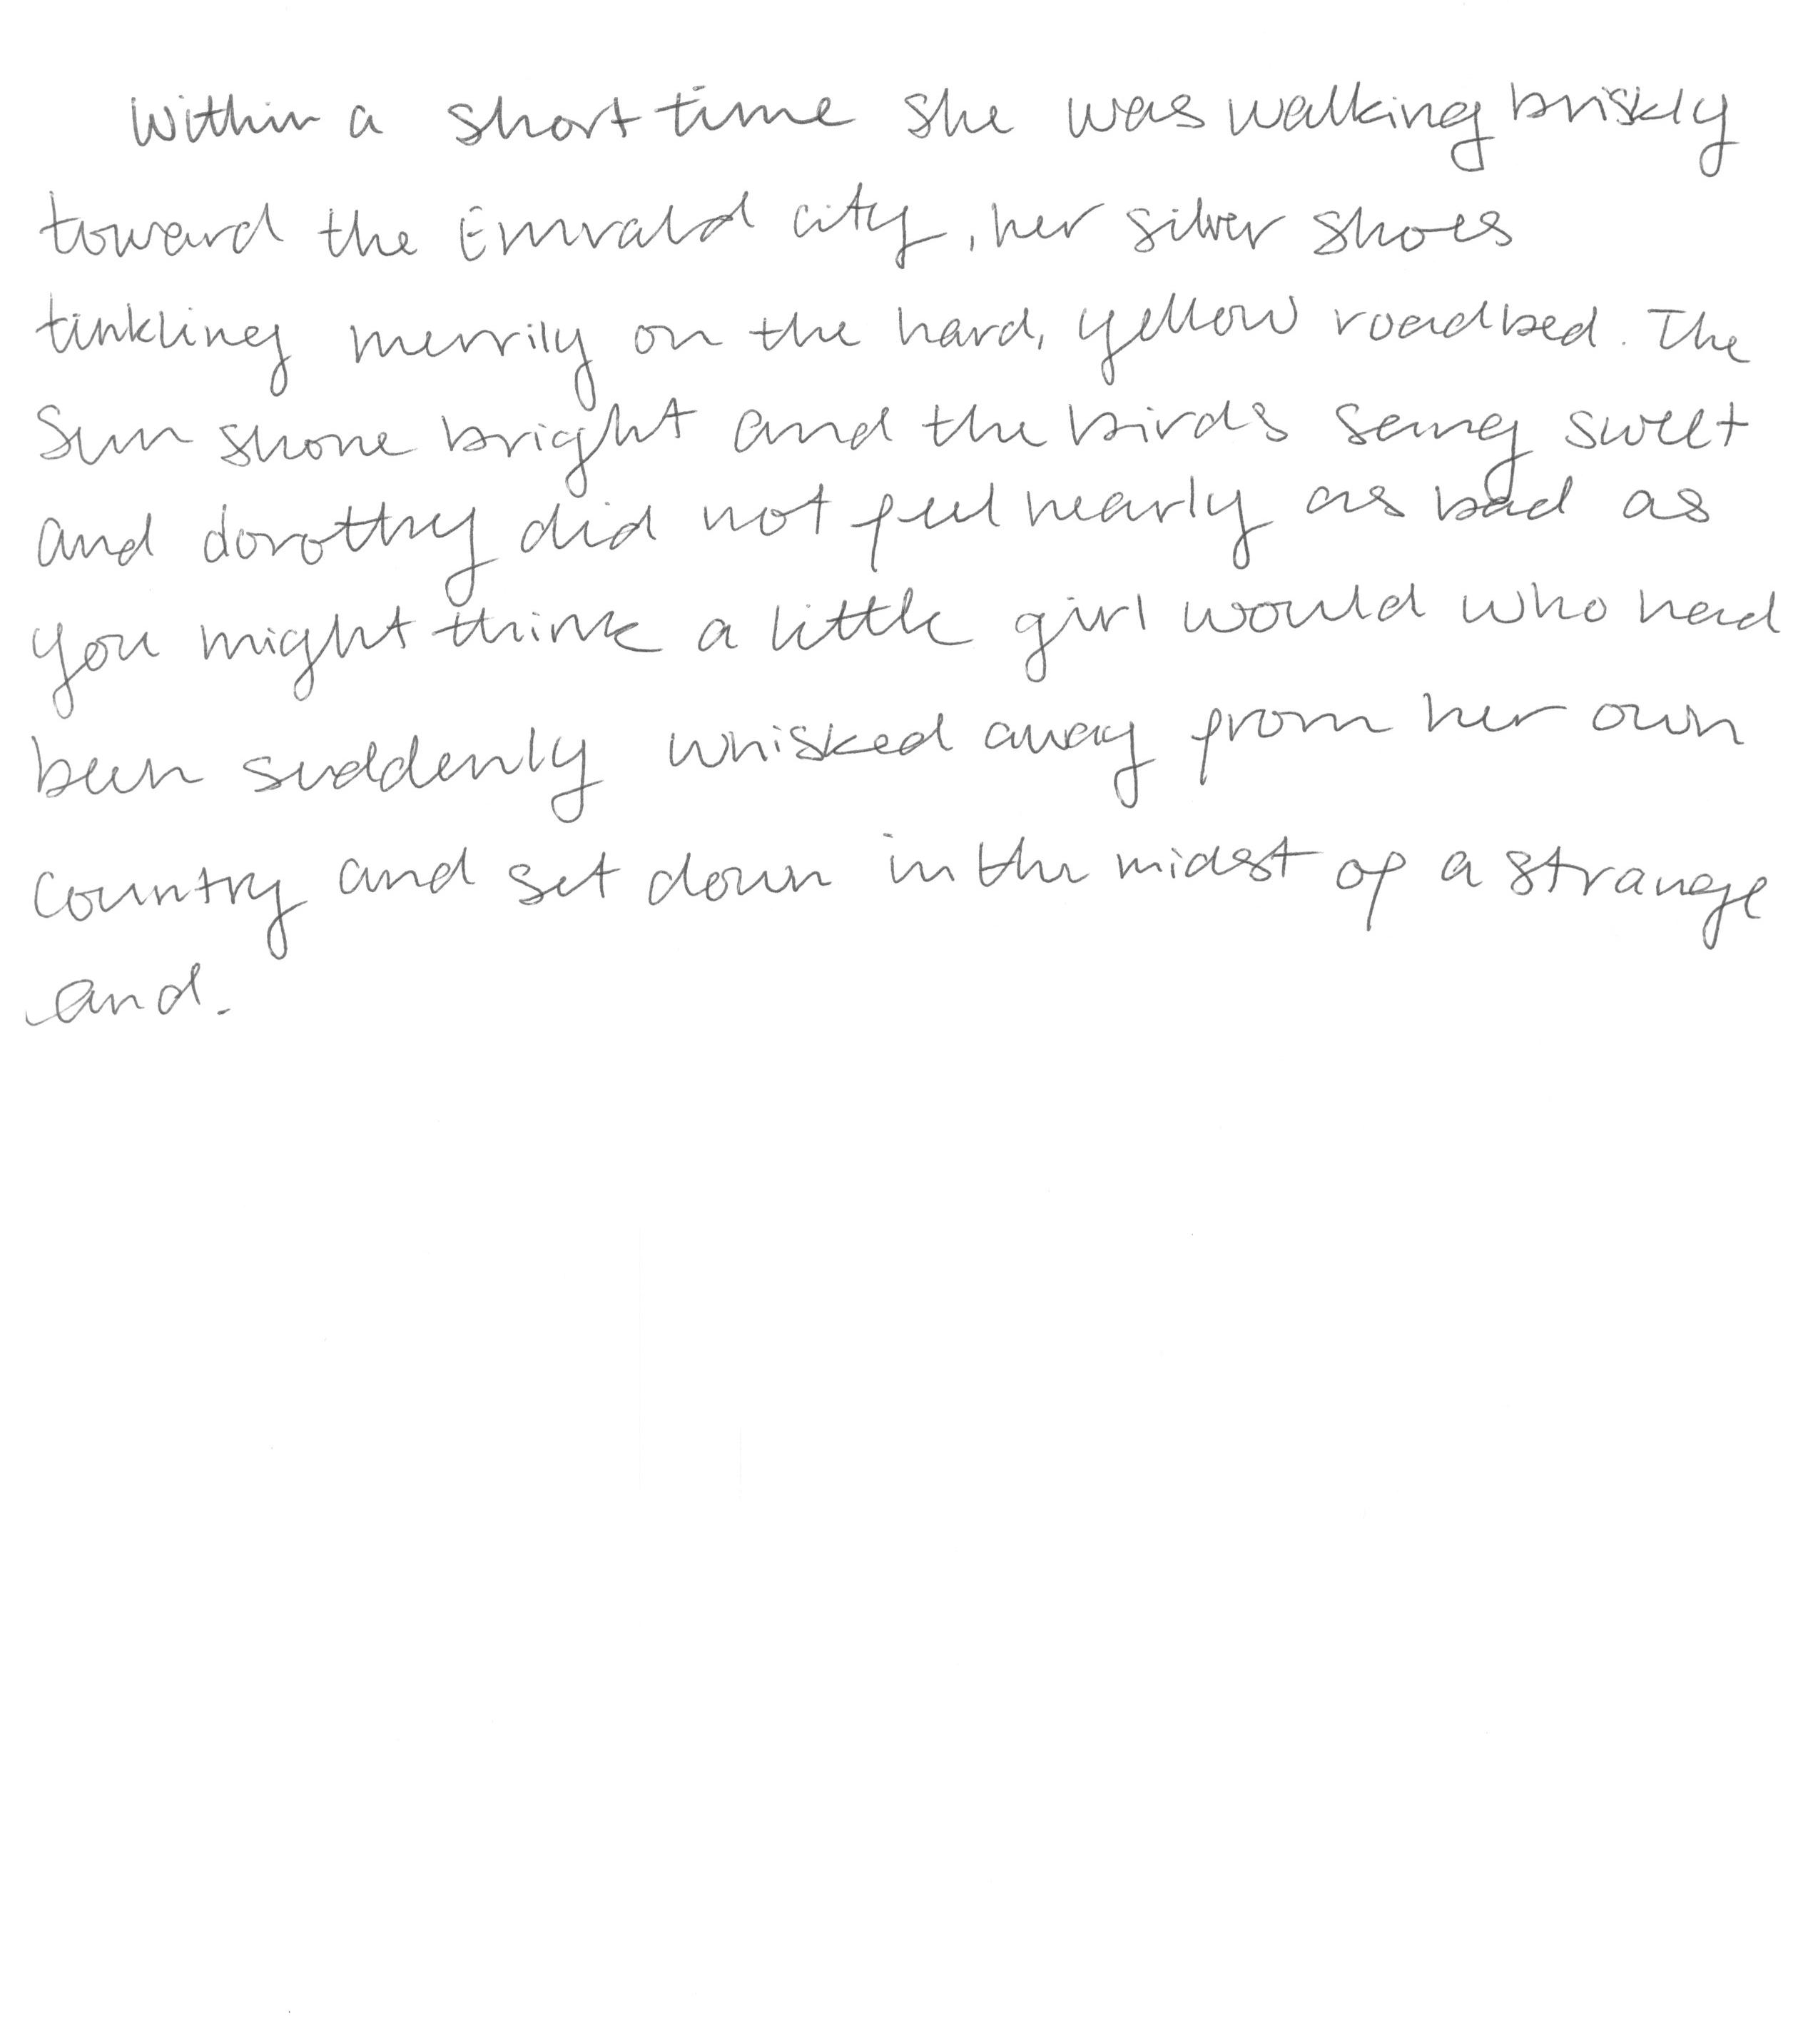 Within a short time she was walking briskly
toward the Emrald city, her silver shoes
tinkling merrily on the hard, yellow roadbed. The
Sun shone bright and the birds sang sweet
and dorothy did not feel nearly as bad as
you might think a little girl would who had
been suddenly whisked away from her own
country and set down in the midst of a strange
and.